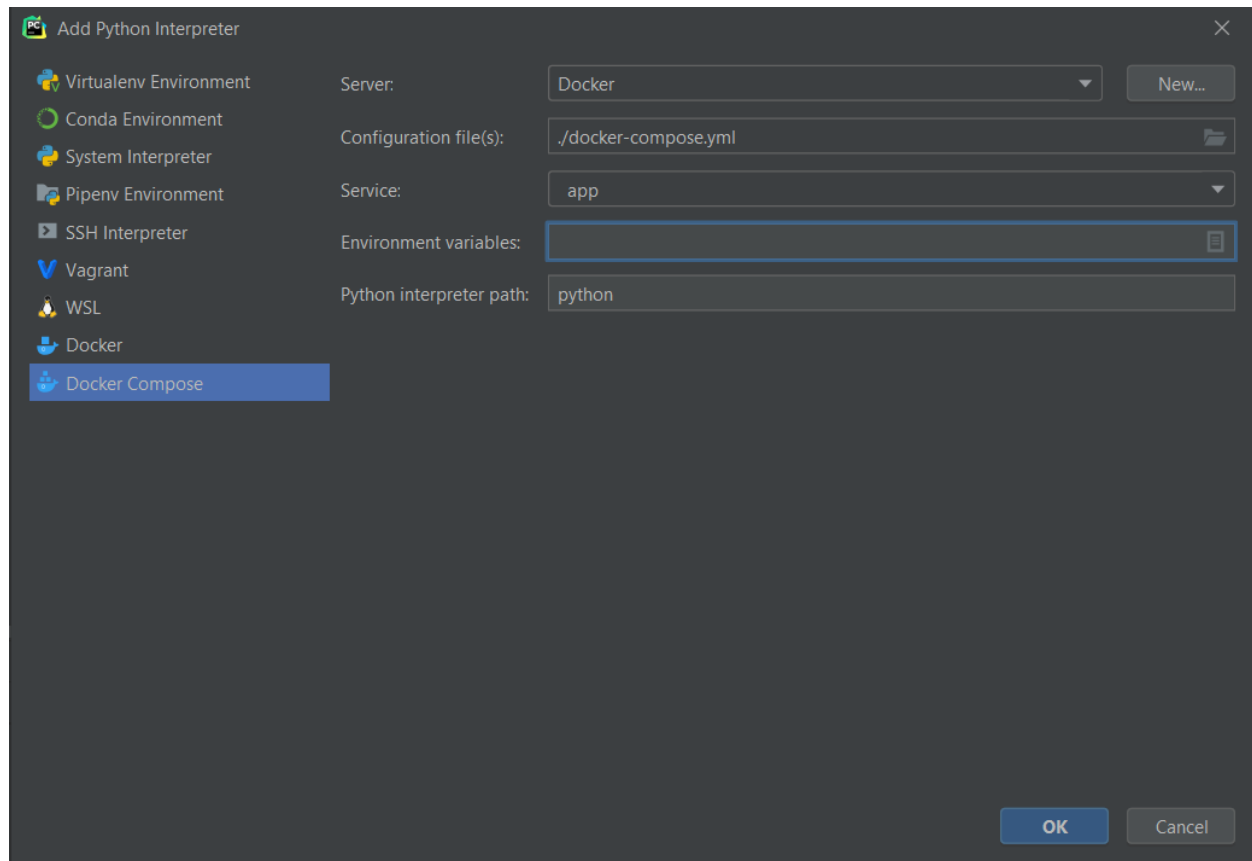 PC
Add Python Interpreter
Virtualenv Environment
Conda Environment
System Interpreter
Pipenv Environment
SSH Interpreter
Vagrant
WSL
Docker
Docker Compose
Server: Docker New...
Configuration file(s): ./docker-compose.yml
Service: app
Environment variables:
Python interpreter path: python
OK Cancel